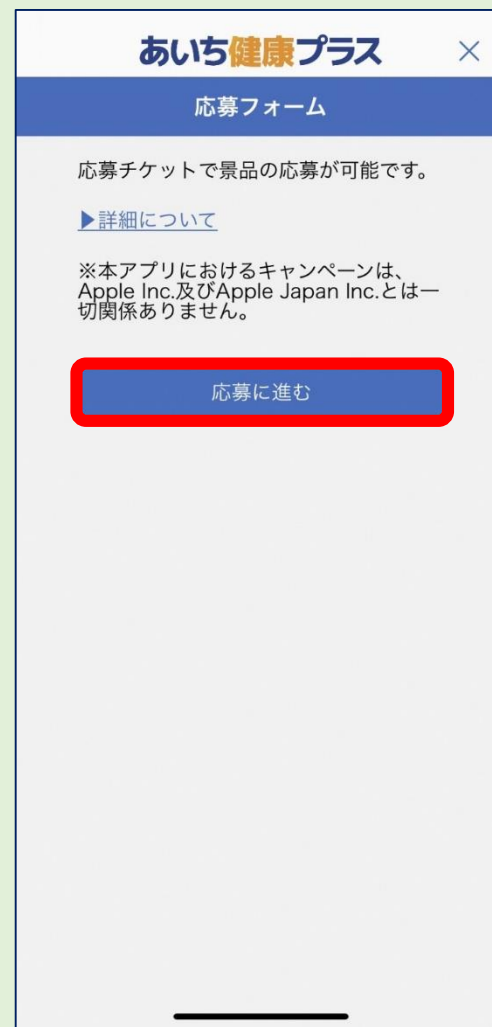 あいち健康プラス ×
応募フォーム
応募チケットで景品の応募が可能です。
▶詳細について
※本アプリにおけるキャンペーンは、
Apple Inc.及びApple Japan Inc.とは一
切関係ありません。
応募に進む